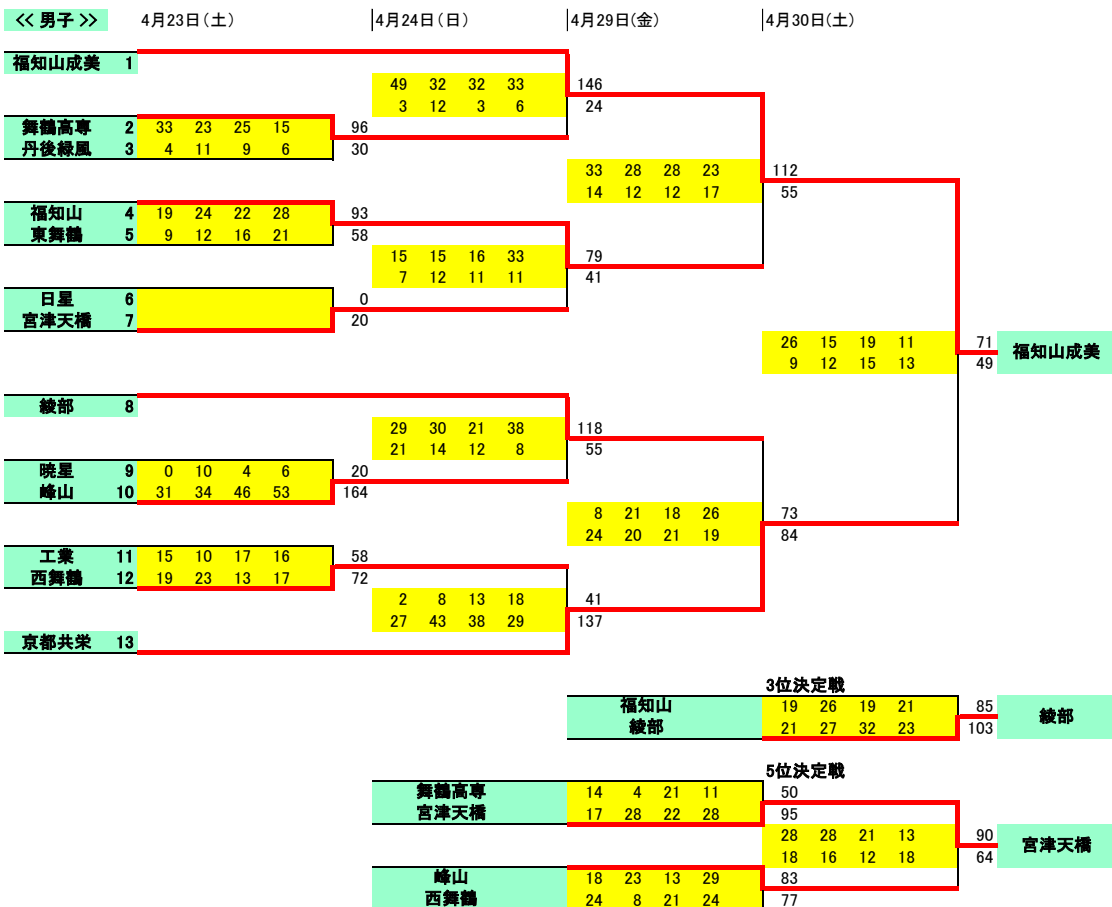 << 男子 >> 4月23日(土) 4月24日(日) 4月29日(金) 4月30日(土)
福知山成美 1
49 32 32 33 146
3 12 3 6 24
舞鶴高専 2 33 23 25 15 96
丹後緑風 3 4 11 9 6 30
33 28 28 23 112
14 12 12 17 55
福知山 4 19 24 22 28 93
東舞鶴 5 9 12 16 21 58
15 15 16 33 79
7 12 11 11 41
日星 6 0
宮津天橋 7 20
26 15 19 11 71
9 12 15 13 49
福知山成美
綾部 8
29 30 21 38 118
21 14 12 8 55
暁星 9 0 10 4 6 20
峰山 10 31 34 46 53 164
8 21 18 26 73
24 20 21 19 84
工業 11 15 10 17 16 58
西舞鶴 12 19 23 13 17 72
2 8 13 18 41
27 43 38 29 137
京都共栄 13
3位決定戦
福知山 19 26 19 21 85
綾部 21 27 32 23 103
綾部
5位決定戦
舞鶴高専 14 4 21 11 50
宮津天橋 17 28 22 28 95
28 28 21 13 90
18 16 12 18 64
宮津天橋
峰山 18 23 13 29 83
西舞鶴 24 8 21 24 77